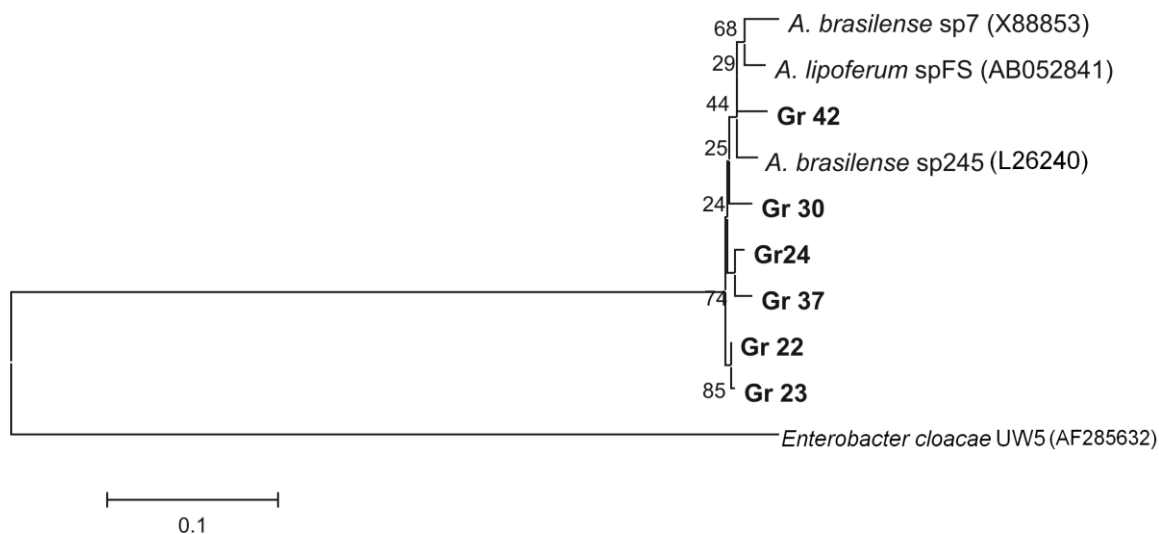 68
A. brasilense sp7 (X88853)
29
A. lipoferum spFS (AB052841)
44
Gr 42
25
A. brasilense sp245 (L26240)
24
Gr 30
Gr24
74
Gr 37
Gr 22
85
Gr 23
Enterobacter cloacae UW5 (AF285632)
0.1